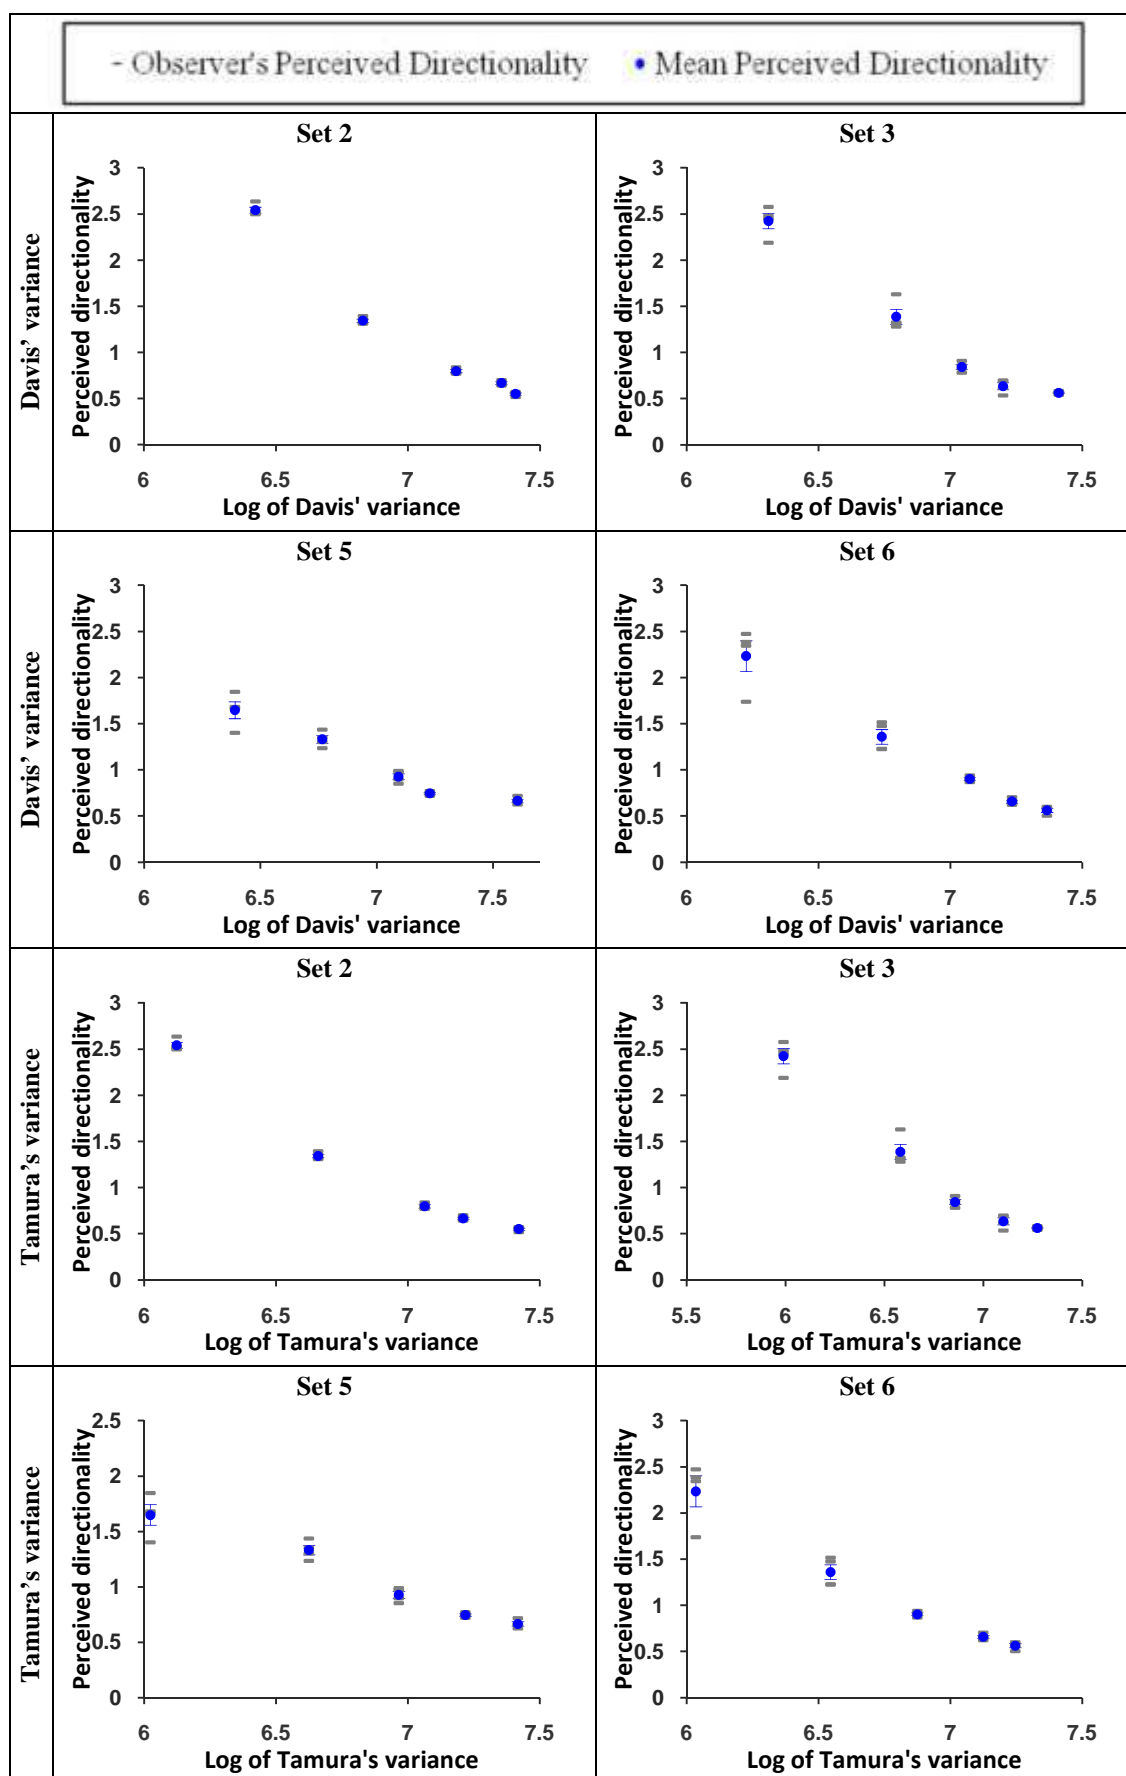 - Observer's Perceived Directionality • Mean Perceived Directionality
Davis' variance
Set 2
Perceived directionality
3
2.5
2
1.5
1
0.5
0
6 6.5 7 7.5
Log of Davis' variance
Set 3
Perceived directionality
3
2.5
2
1.5
1
0.5
0
6 6.5 7 7.5
Log of Davis' variance
Davis' variance
Set 5
Perceived directionality
3
2.5
2
1.5
1
0.5
0
6 6.5 7 7.5
Log of Davis' variance
Set 6
Perceived directionality
3
2.5
2
1.5
1
0.5
0
6 6.5 7 7.5
Log of Davis' variance
Tamura's variance
Set 2
Perceived directionality
3
2.5
2
1.5
1
0.5
0
6 6.5 7 7.5
Log of Tamura's variance
Set 3
Perceived directionality
3
2.5
2
1.5
1
0.5
0
5.5 6 6.5 7 7.5
Log of Tamura's variance
Tamura's variance
Set 5
Perceived directionality
2.5
2
1.5
1
0.5
0
6 6.5 7 7.5
Log of Tamura's variance
Set 6
Perceived directionality
3
2.5
2
1.5
1
0.5
0
6 6.5 7 7.5
Log of Tamura's variance